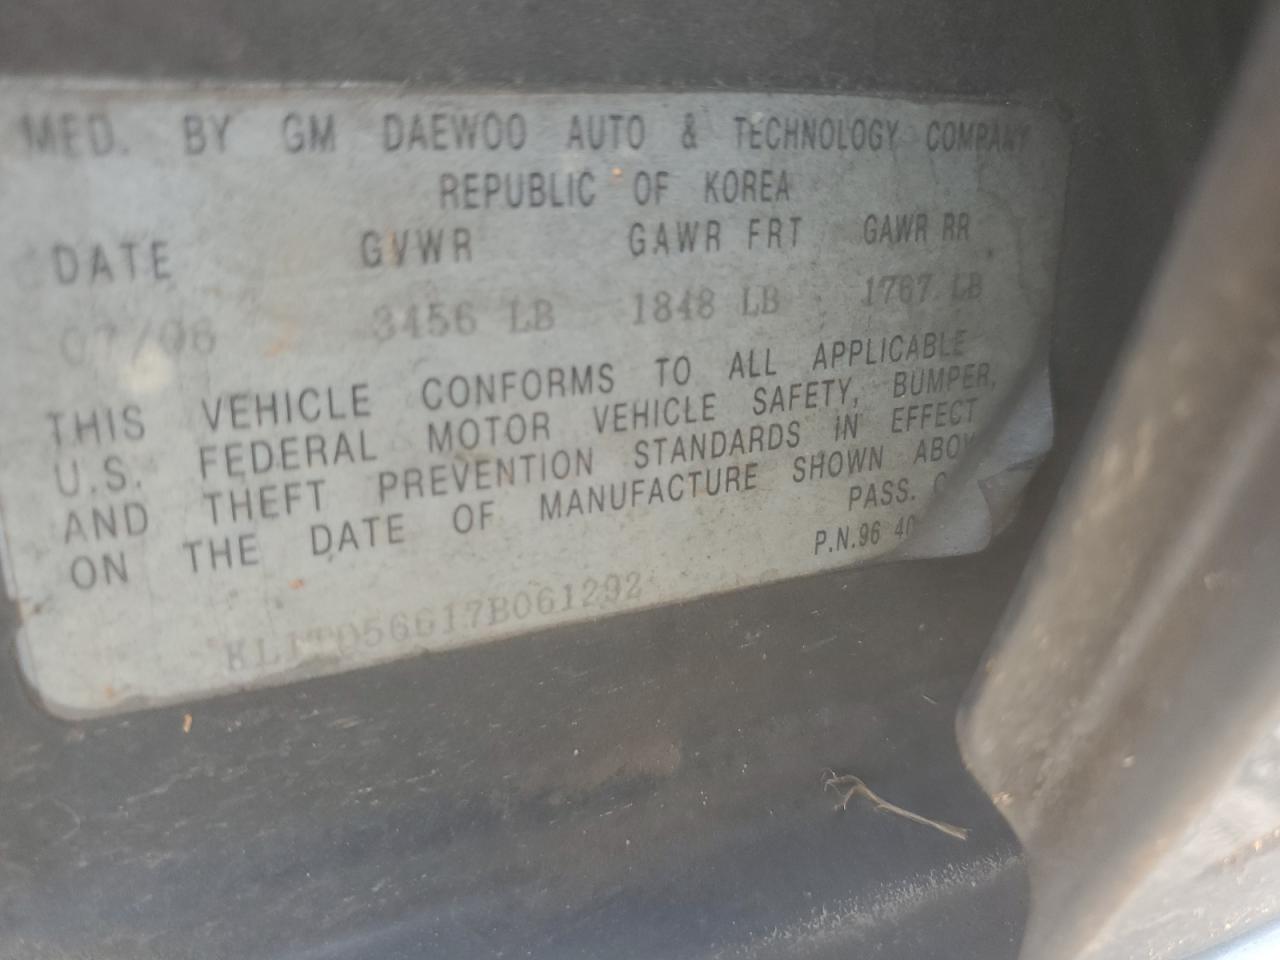 MFD. BY GM DAEWOO AUTO & TECHNOLOGY COMPANY
REPUBLIC OF KOREA
DATE GVWR GAWR FRT GAWR RR
07/06 3456 LB 1848 LB 1767 LB
THIS VEHICLE CONFORMS TO ALL APPLICABLE
U.S. FEDERAL MOTOR VEHICLE SAFETY, BUMPER,
AND THEFT PREVENTION STANDARDS IN EFFECT
ON THE DATE OF MANUFACTURE SHOWN
PASS.
P.N.96